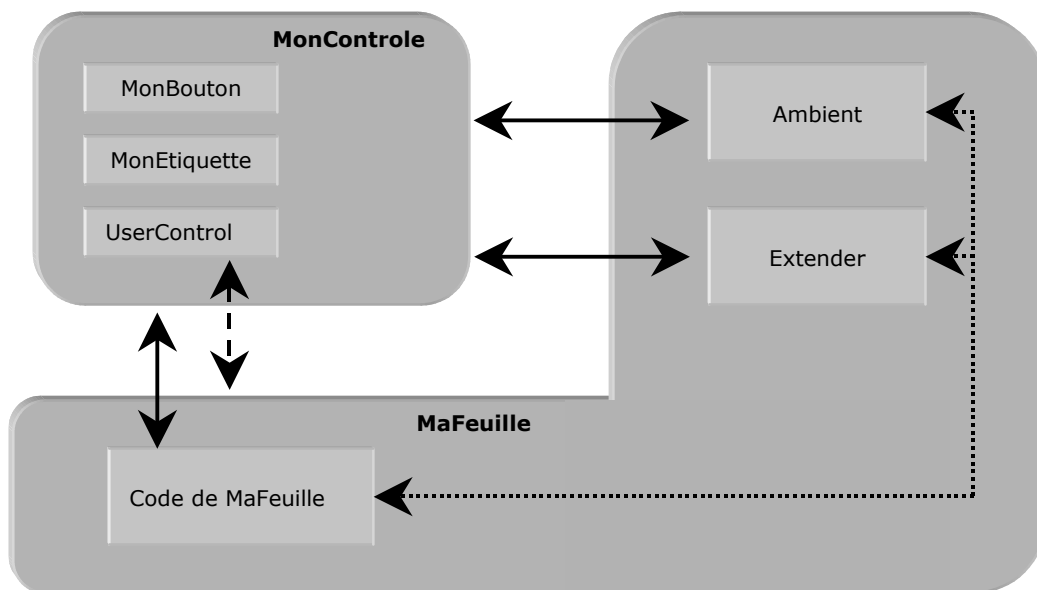 MonControle
MonBouton
MonEtiquette
UserControl
Ambient
Extender
MaFeuille
Code de MaFeuille